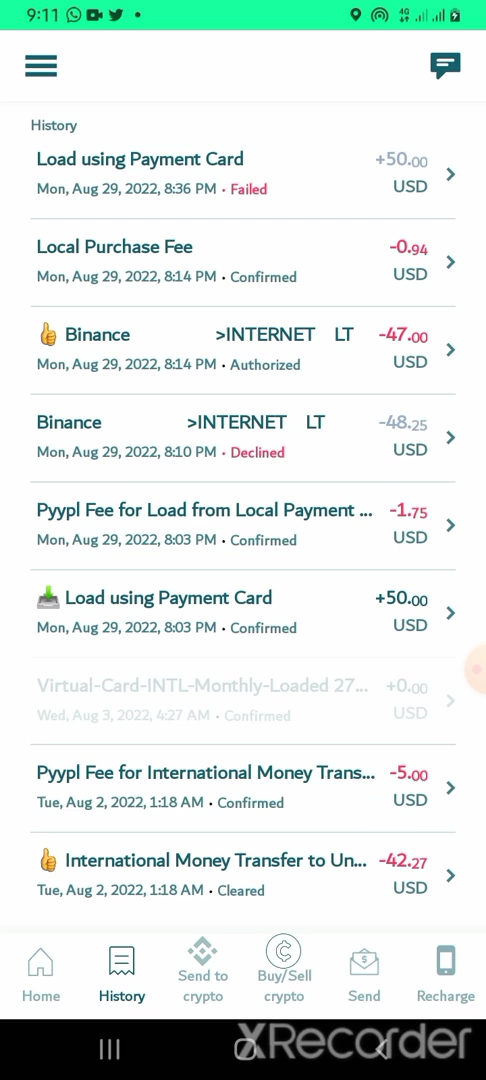 9:11
4G
History
Load using Payment Card +50.00
Mon, Aug 29, 2022, 8:36 PM • Failed USD
Local Purchase Fee -0.94
Mon, Aug 29, 2022, 8:14 PM • Confirmed USD
Binance >INTERNET LT -47.00
Mon, Aug 29, 2022, 8:14 PM • Authorized USD
Binance >INTERNET LT -48.25
Mon, Aug 29, 2022, 8:10 PM • Declined USD
Pyypl Fee for Load from Local Payment ... -1.75
Mon, Aug 29, 2022, 8:03 PM • Confirmed USD
Load using Payment Card +50.00
Mon, Aug 29, 2022, 8:03 PM • Confirmed USD
Virtual-Card-INTL-Monthly-Loaded 27... +0.00
Wed, Aug 3, 2022, 4:27 AM • Confirmed USD
Pyypl Fee for International Money Trans... -5.00
Tue, Aug 2, 2022, 1:18 AM • Confirmed USD
International Money Transfer to Un... -42.27
Tue, Aug 2, 2022, 1:18 AM • Cleared USD
Home
History
Send to
crypto
Buy/Sell
crypto
Send
Recharge
XRecorder